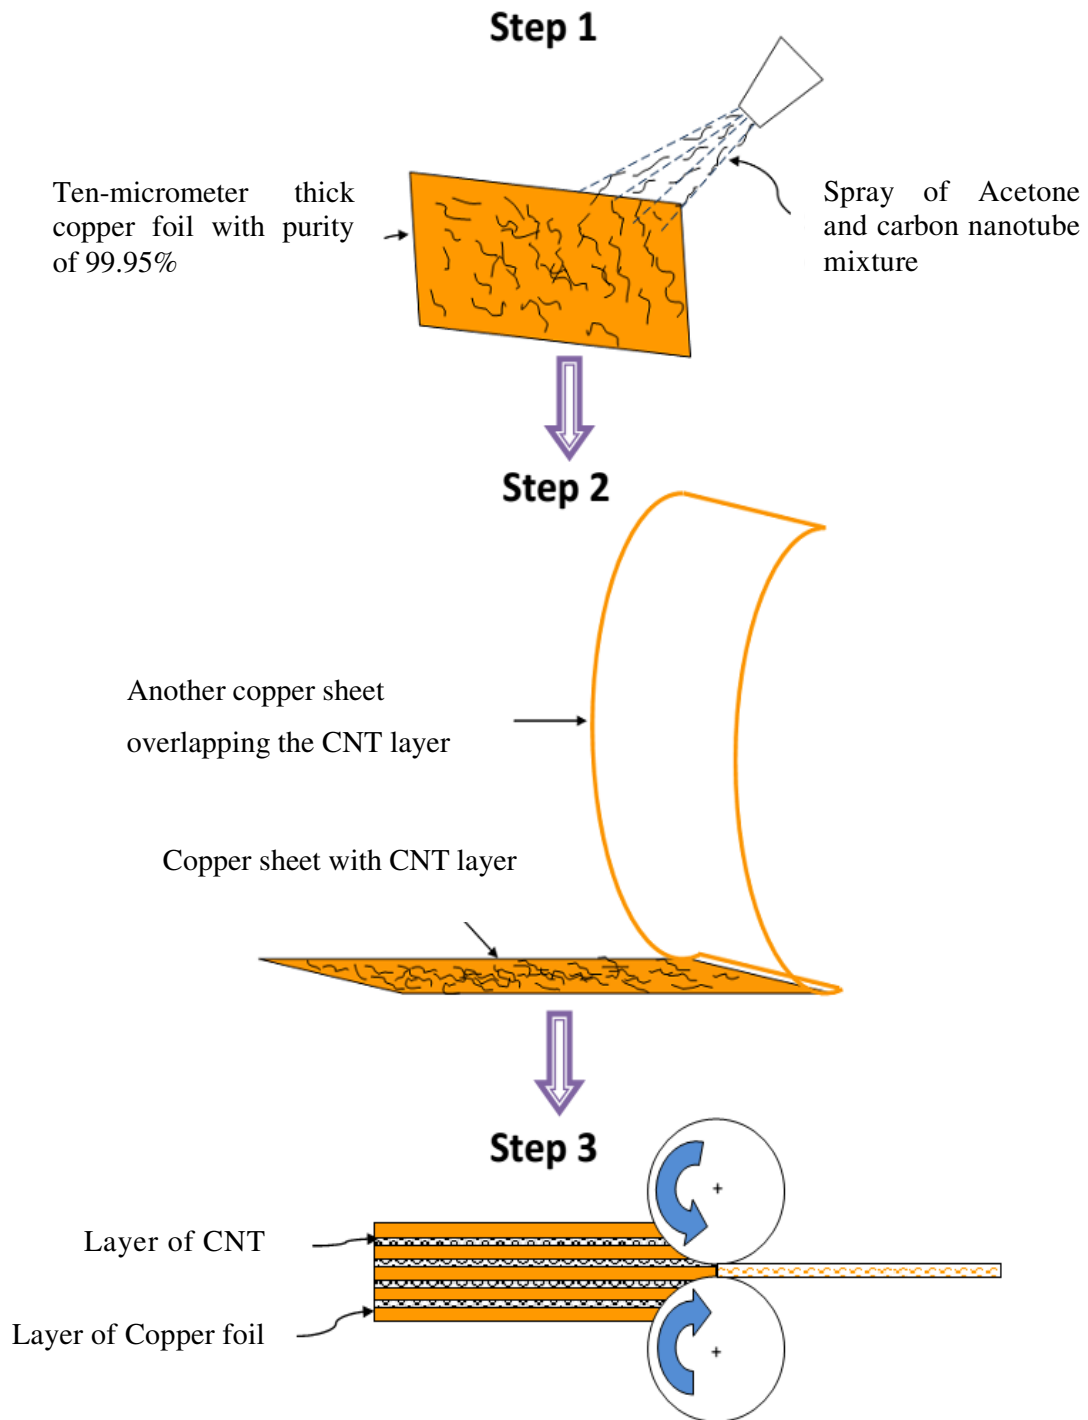 Step 1
Ten-micrometer thick
copper foil with purity
of 99.95%
Spray of Acetone
and carbon nanotube
mixture
Step 2
Another copper sheet
overlapping the CNT layer
Copper sheet with CNT layer
Step 3
Layer of CNT
Layer of Copper foil